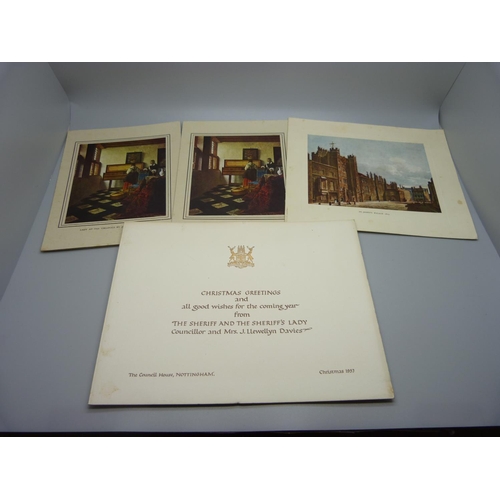 CHRISTMAS GREETINGS
and
all good wishes for the coming year
from
THE SHERIFF AND THE SHERIFF'S LADY
Councillor and Mrs. J. Llewellyn Davies
The Council House, NOTTINGHAM. Christmas 1957